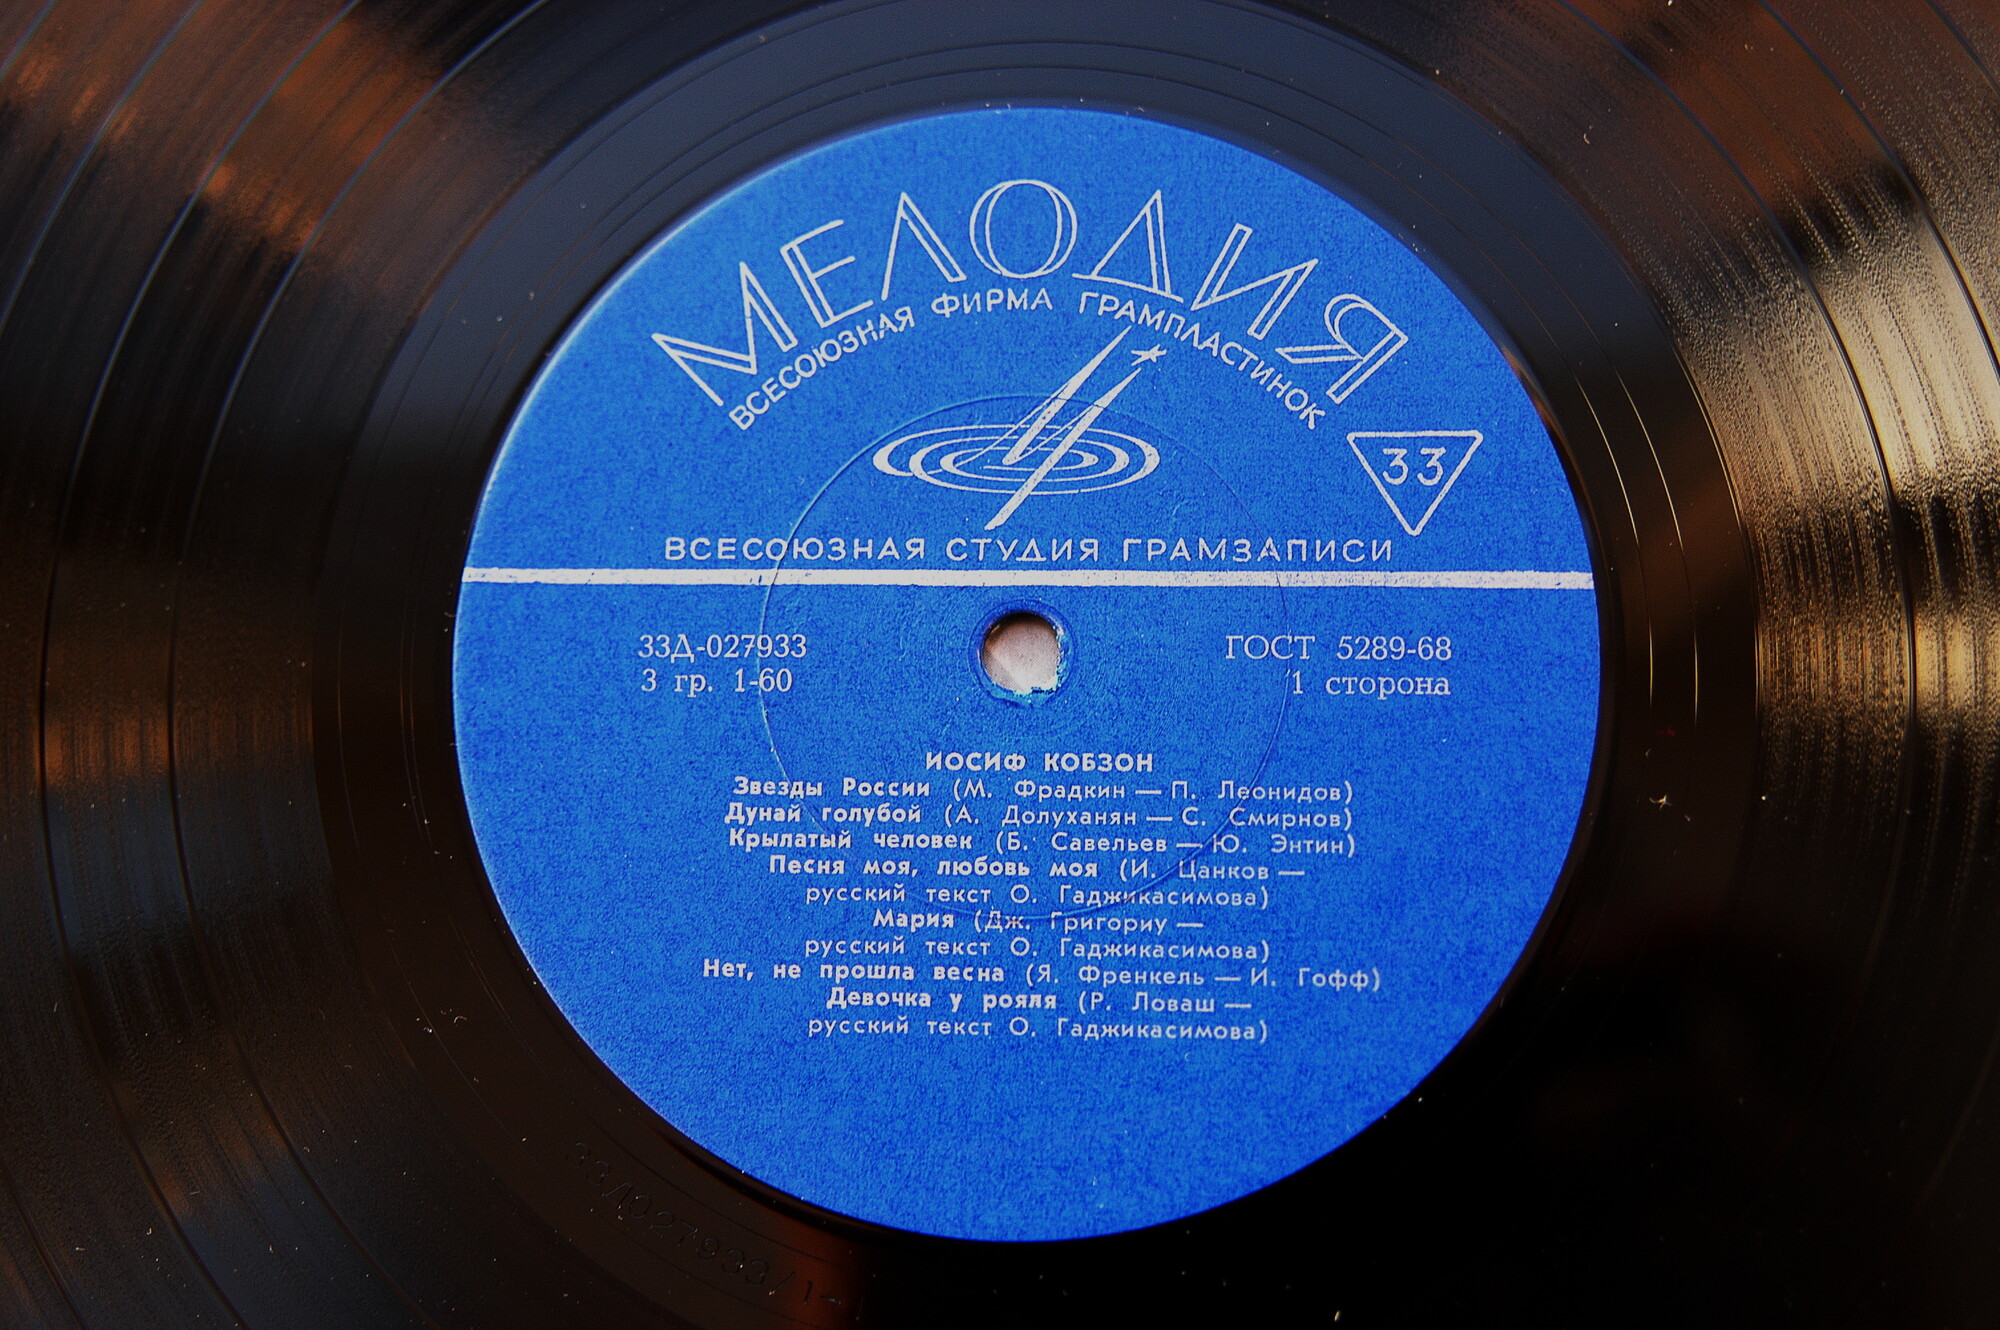 МЕЛОДИЯ
ВСЕСОЮЗНАЯ ФИРМА ГРАМПЛАСТИНОК
33
ВСЕСОЮЗНАЯ СТУДИЯ ГРАМЗАПИСИ
33Д-027933
3 гр. 1-60
ГОСТ 5289-68
1 сторона
ИОСИФ КОБЗОН
Звезды России (М. Фрадкин — П. Леонидов)
Дунай голубой (А. Долуханян — С. Смирнов)
Крылатый человек (Б. Савельев — Ю. Энтин)
Песня моя, любовь моя (И. Цанков —
русский текст О. Гаджикасимова)
Мария (Дж. Григориу —
русский текст О. Гаджикасимова)
Нет, не прошла весна (Я. Френкель — И. Гофф)
Девочка у рояля (Р. Ловаш —
русский текст О. Гаджикасимова)
33Д027933/1-